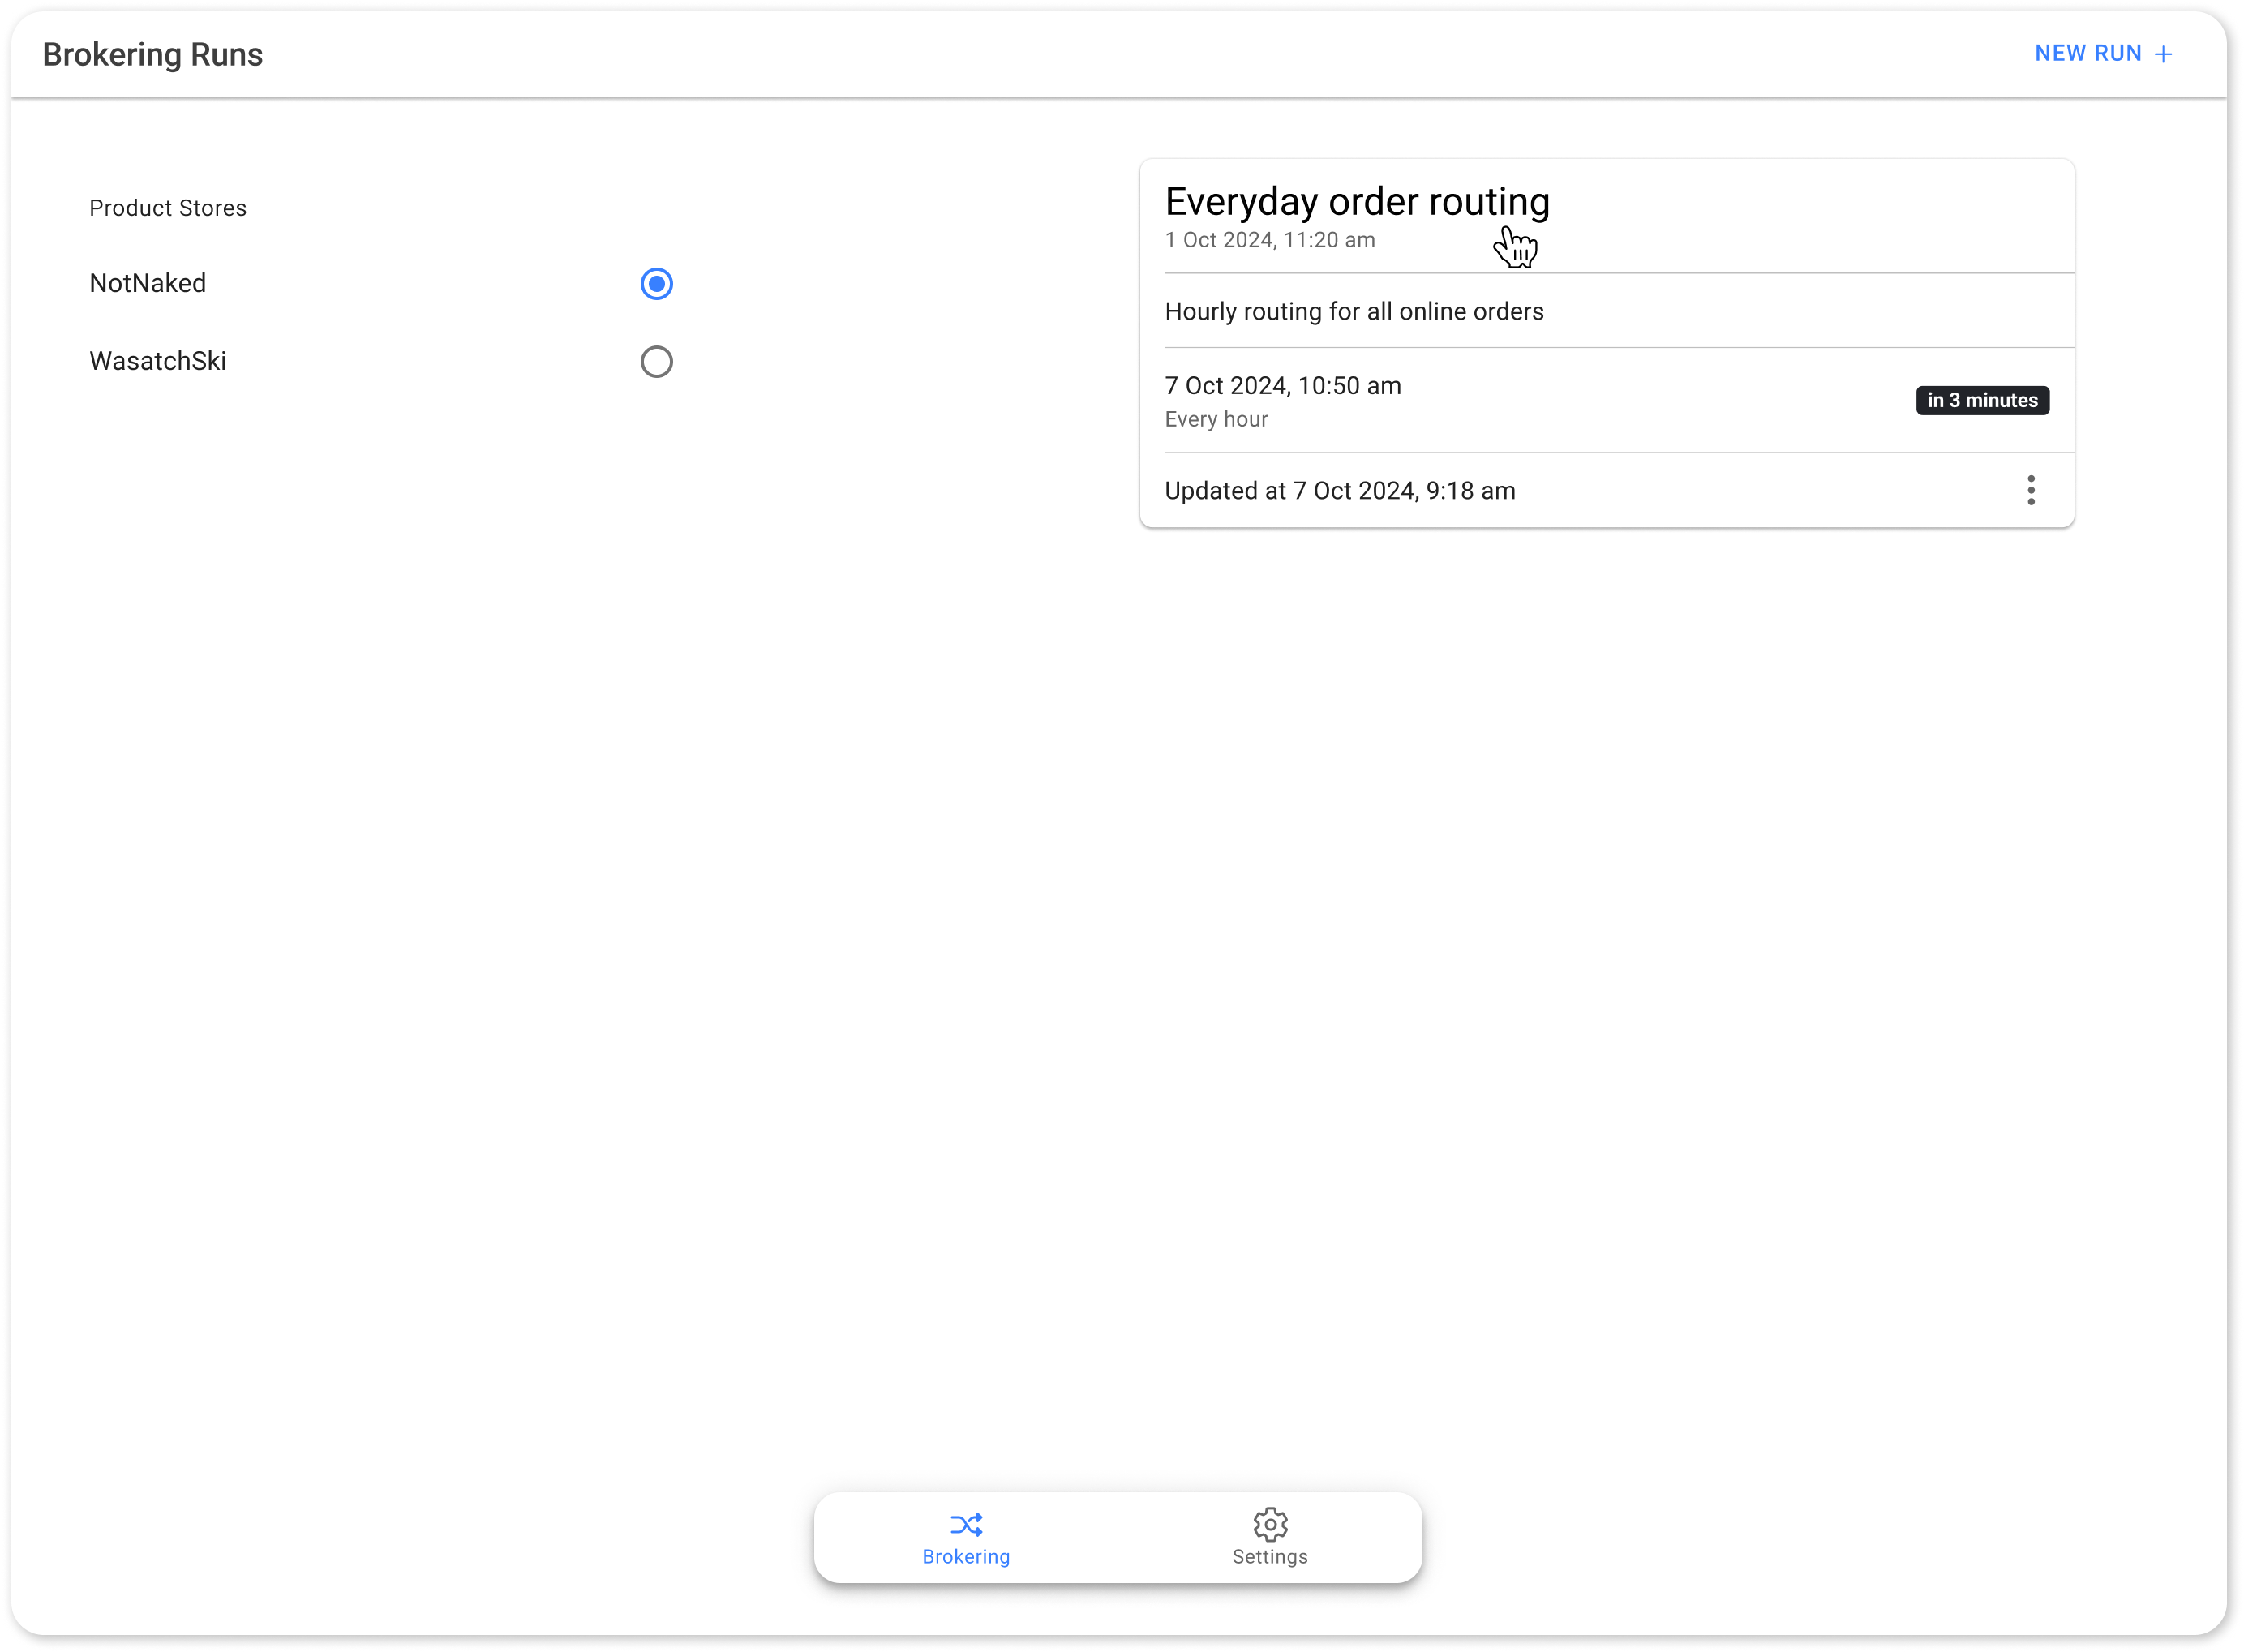 Brokering Runs
NEW RUN
Product Stores
NotNaked
WasatchSki
Everyday order routing
1 Oct 2024, 11:20 am
Hourly routing for all online orders
7 Oct 2024, 10:50 am
Every hour
in 3 minutes
Updated at 7 Oct 2024, 9:18 am
Brokering
Settings